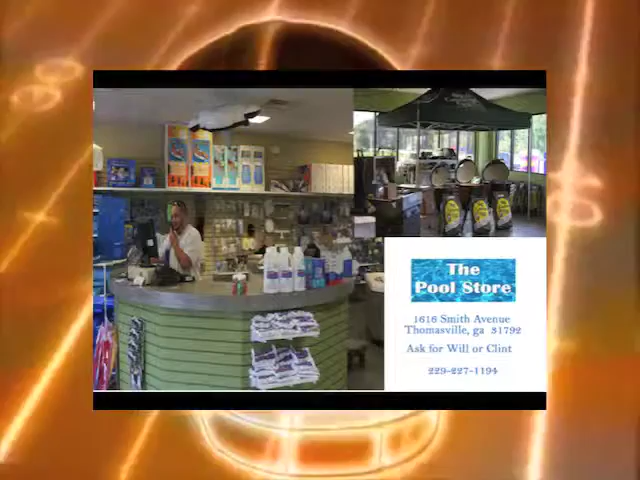 The
Pool Store
1616 Smith Avenue
Thomasville, ga 31792
Ask for Will or Clint
229-227-1194